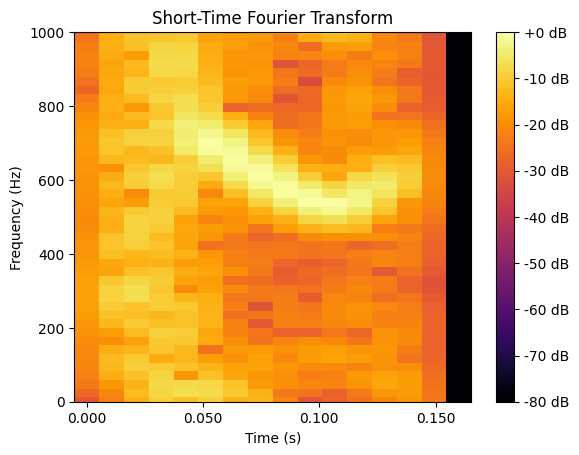 Short-Time Fourier Transform
1000
800
600
400
200
0
Frequency (Hz)
0.000
0.050
0.100
0.150
Time (s)
+0 dB
-10 dB
-20 dB
-30 dB
-40 dB
-50 dB
-60 dB
-70 dB
-80 dB